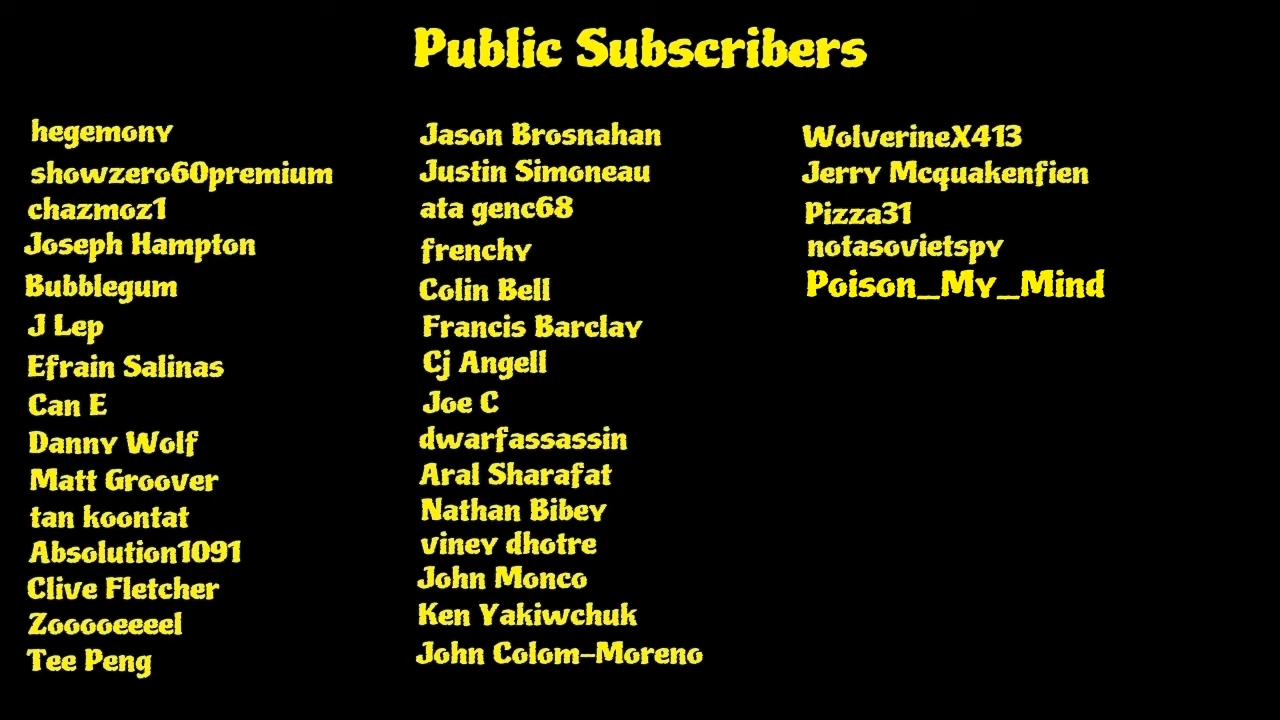 Public Subscribers
hegemony
showzero60premium
chazmoz1
Joseph Hampton
Bubblegum
J Lep
Efrain Salinas
Can E
Danny Wolf
Matt Groover
tan koontat
Absolution1091
Clive Fletcher
Zooooeeeel
Tee Peng
Jason Brosnahan
Justin Simoneau
ata genc68
frenchy
Colin Bell
Francis Barclay
Cj Angell
Joe C
dwarfassassin
Aral Sharafat
Nathan Bibey
viney dhotre
John Monco
Ken Yakiwchuk
John Colom-Moreno
WolverineX413
Jerry Mcquakenfien
Pizza31
notasovietspy
Poison_My_Mind